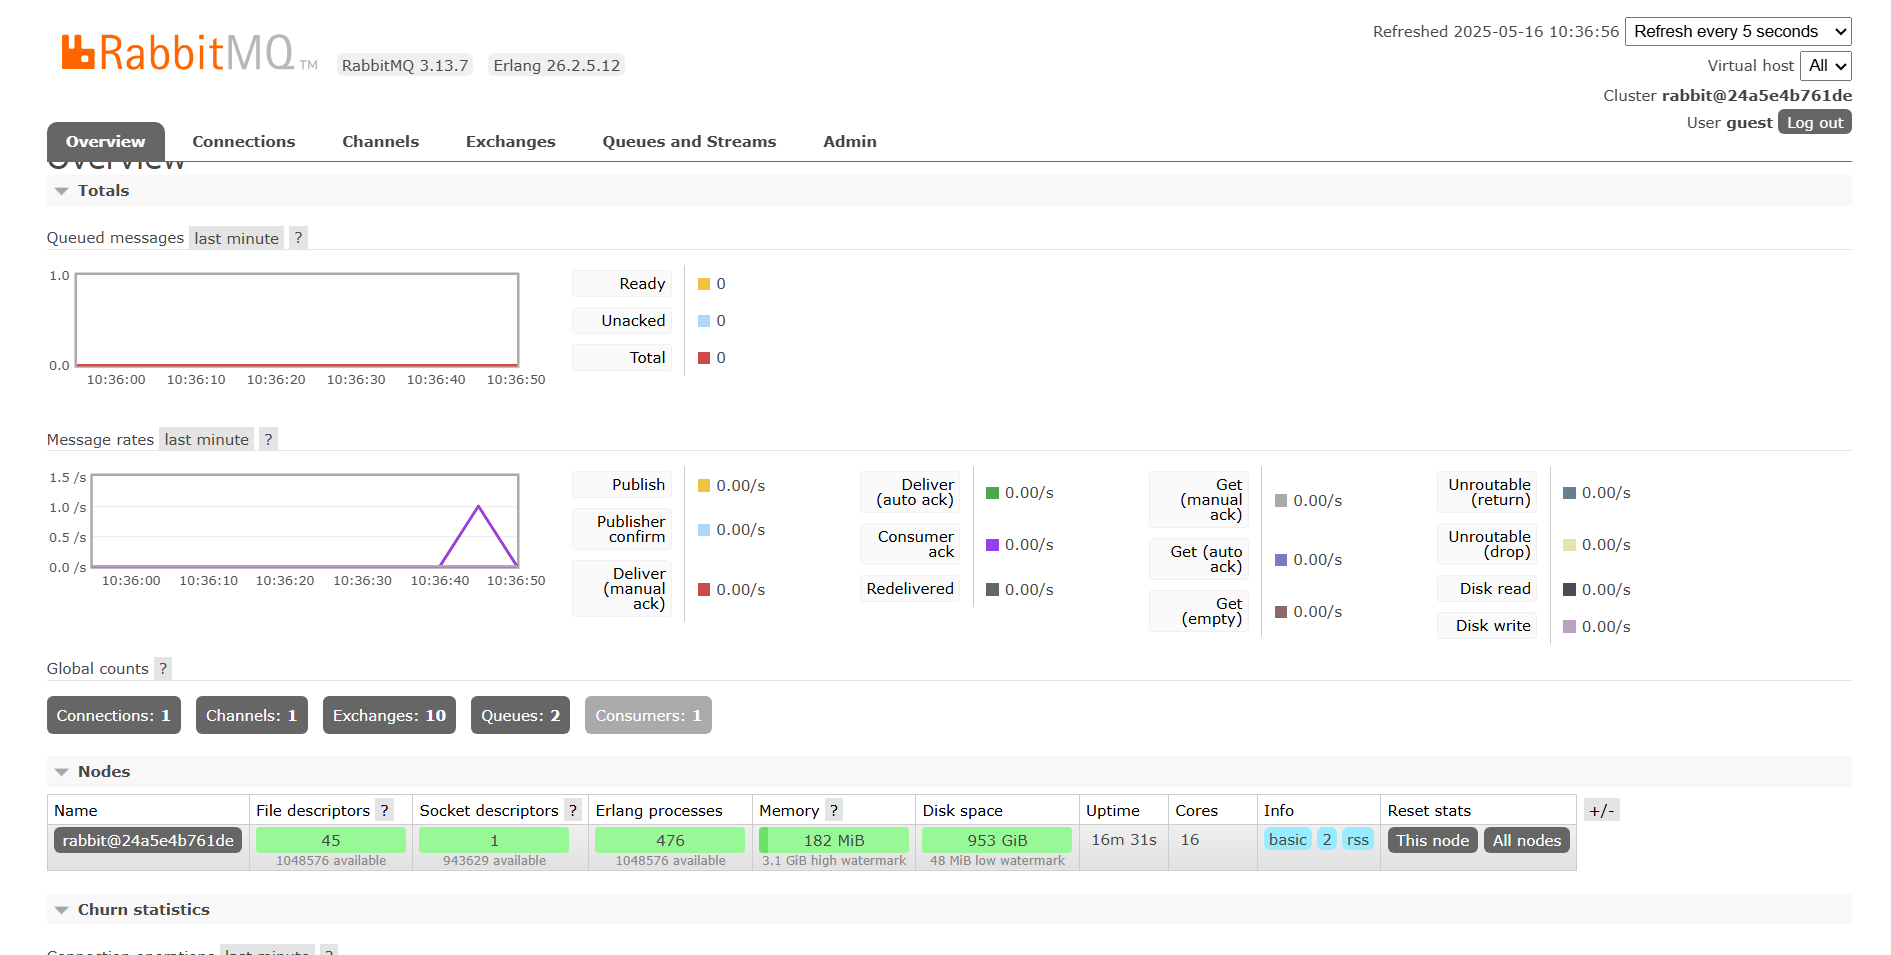 RabbitMQ TM RabbitMQ 3.13.7 Erlang 26.2.5.12
Refreshed 2025-05-16 10:36:56 Refresh every 5 seconds
Virtual host All
Cluster rabbit@24a5e4b761de
User guest Log out
Overview Connections Channels Exchanges Queues and Streams Admin
Overview
Totals
Queued messages last minute ?
1.0
0.0
10:36:00 10:36:10 10:36:20 10:36:30 10:36:40 10:36:50
Ready 0
Unacked 0
Total 0
Message rates last minute ?
1.5 /s
1.0 /s
0.5 /s
0.0 /s
10:36:00 10:36:10 10:36:20 10:36:30 10:36:40 10:36:50
Publish 0.00/s
Publisher
confirm 0.00/s
Deliver
(manual
ack) 0.00/s
Deliver
(auto ack) 0.00/s
Consumer
ack 0.00/s
Redelivered 0.00/s
Get
(manual
ack) 0.00/s
Get (auto
ack) 0.00/s
Get
(empty) 0.00/s
Unroutable
(return) 0.00/s
Unroutable
(drop) 0.00/s
Disk read 0.00/s
Disk write 0.00/s
Global counts ?
Connections: 1 Channels: 1 Exchanges: 10 Queues: 2 Consumers: 1
Nodes
Name File descriptors ? Socket descriptors ? Erlang processes Memory ? Disk space Uptime Cores Info Reset stats +/-
rabbit@24a5e4b761de 45 1 476 182 MiB 953 GiB 16m 31s 16 basic 2 rss This node All nodes
1048576 available 943629 available 1048576 available 3.1 GiB high watermark 48 MiB low watermark
Churn statistics
Connection operations last minute ?